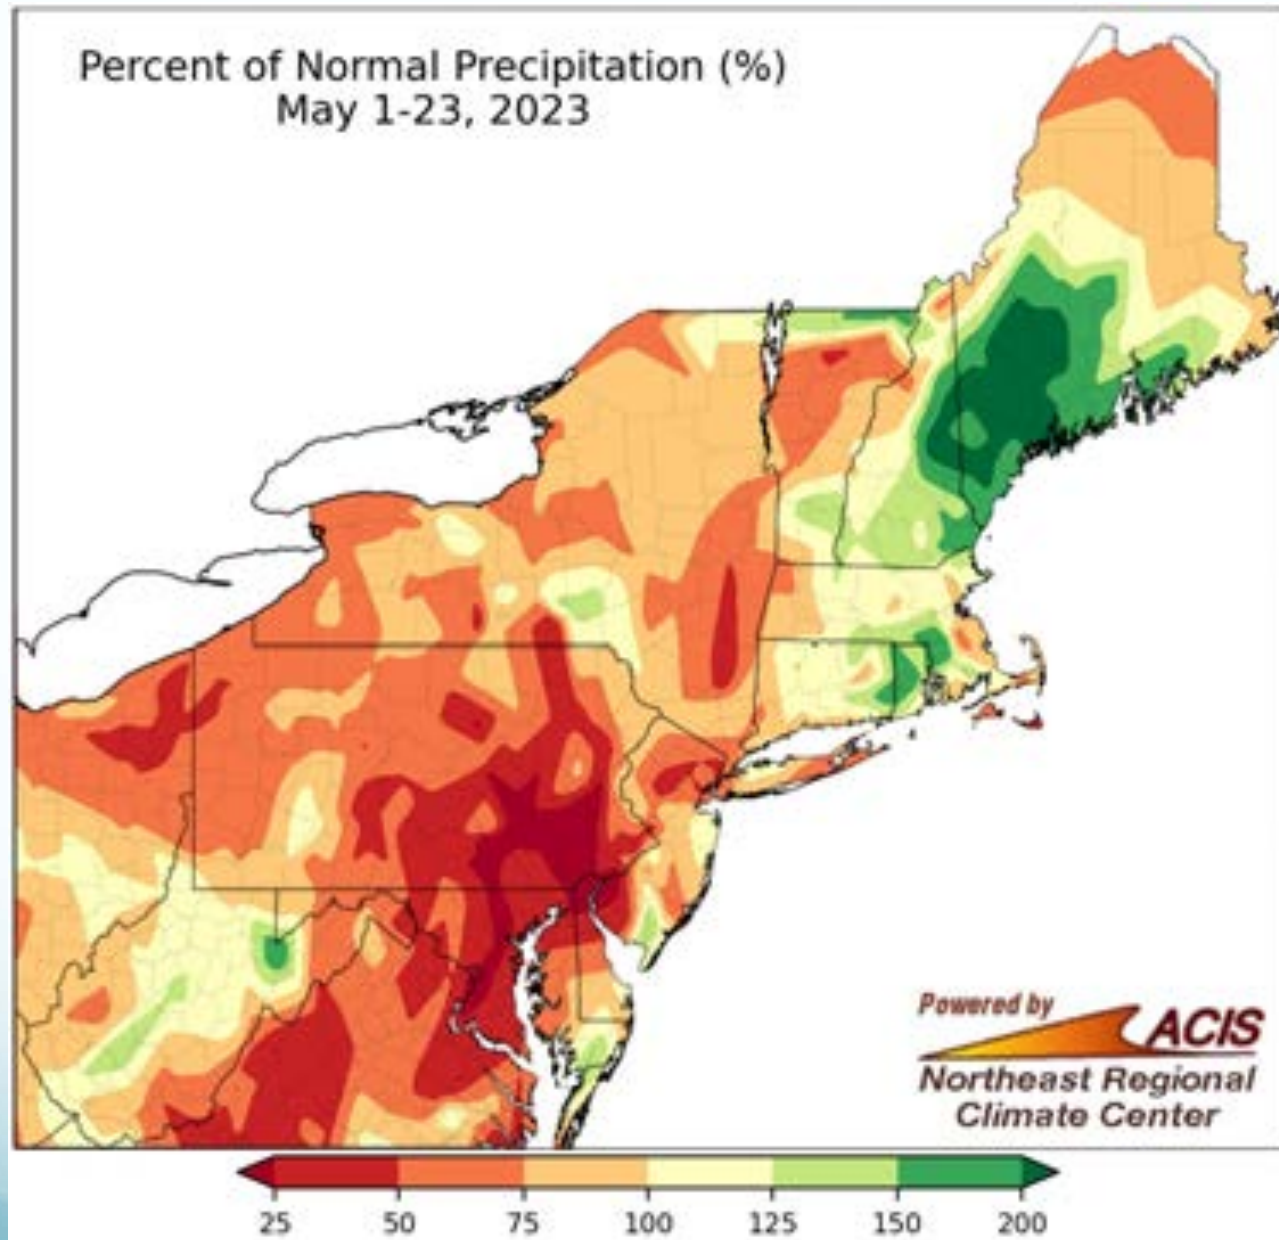 Percent of Normal Precipitation (%)
May 1-23, 2023
Powered by
ACIS
Northeast Regional
Climate Center
25 50 75 100 125 150 200